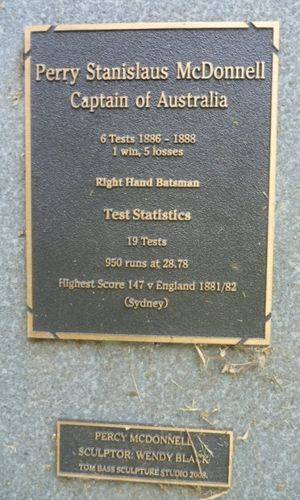 Perry Stanislaus McDonnell
Captain of Australia
6 Tests 1886 - 1888
1 win, 5 losses
Right Hand Batsman
Test Statistics
19 Tests
950 runs at 28.78
Highest Score 147 v England 1881/82
(Sydney)
PERCY MCDONNELL
SCULPTOR: WENDY BLACK
TOM BASS SCULPTURE STUDIO 2008.